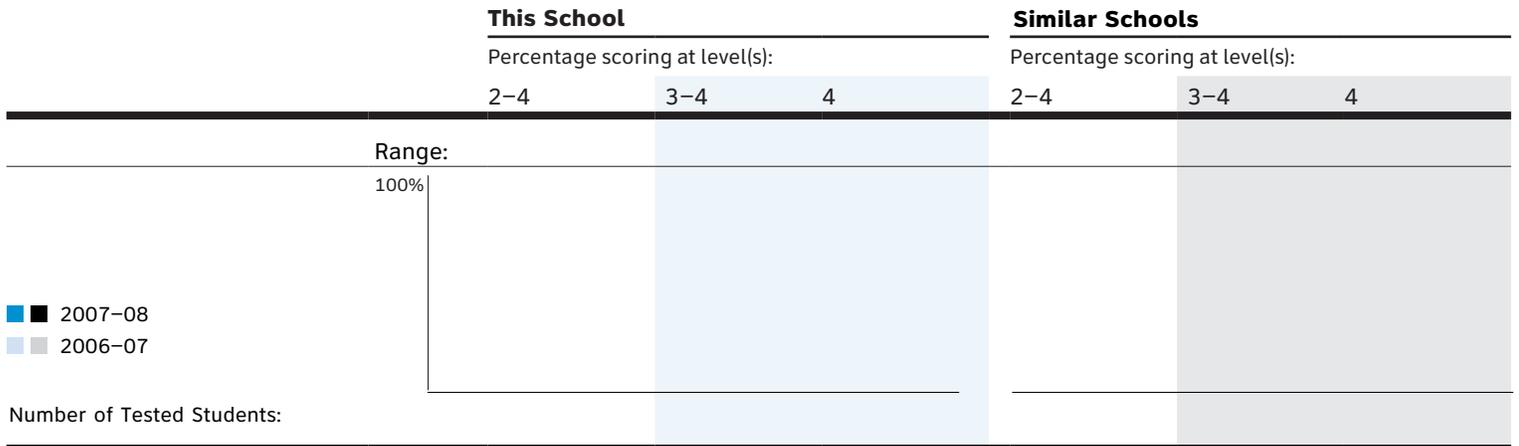 This School Similar Schools
Percentage scoring at level(s): Percentage scoring at level(s):
2–4 3–4 4 2–4 3–4 4
Range:
100%
2007–08
2006–07
Number of Tested Students: